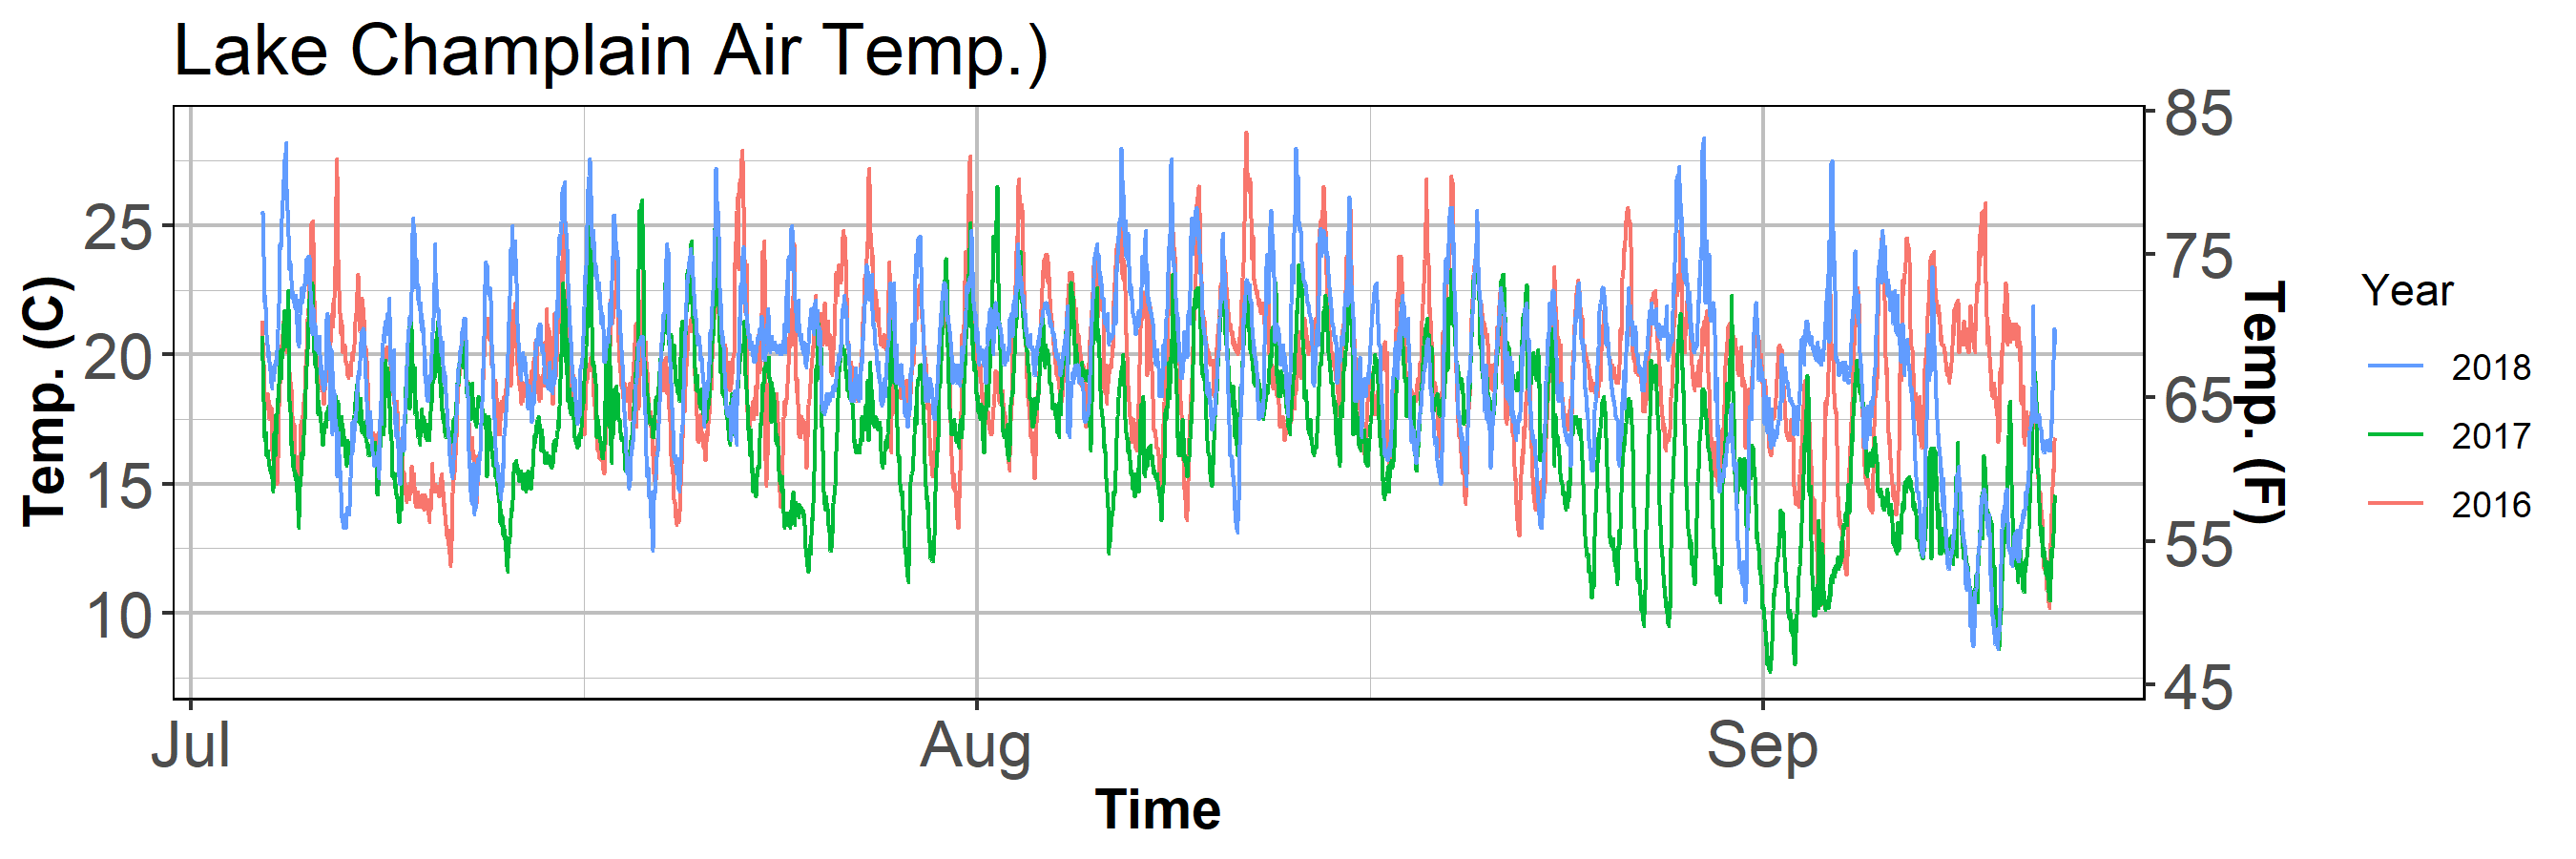 Lake Champlain Air Temp.)
Temp. (C)
25
20
15
10
85
75
65
55
45
Temp. (F)
Jul
Aug
Sep
Time
Year
2018
2017
2016